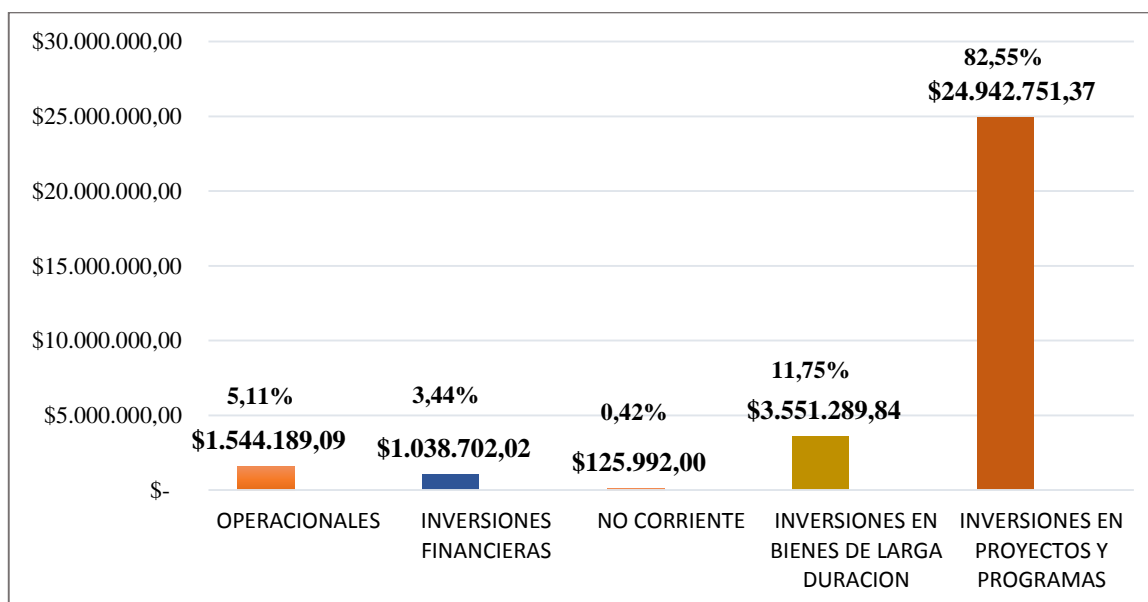 $30.000.000,00
$25.000.000,00
$20.000.000,00
$15.000.000,00
$10.000.000,00
$5.000.000,00
$-
5,11%
$1.544.189,09
3,44%
$1.038.702,02
0,42%
$125.992,00
11,75%
$3.551.289,84
82,55%
$24.942.751,37
OPERACIONALES
INVERSIONES
FINANCIERAS
NO CORRIENTE
INVERSIONES EN
BIENES DE LARGA
DURACION
INVERSIONES EN
PROYECTOS Y
PROGRAMAS